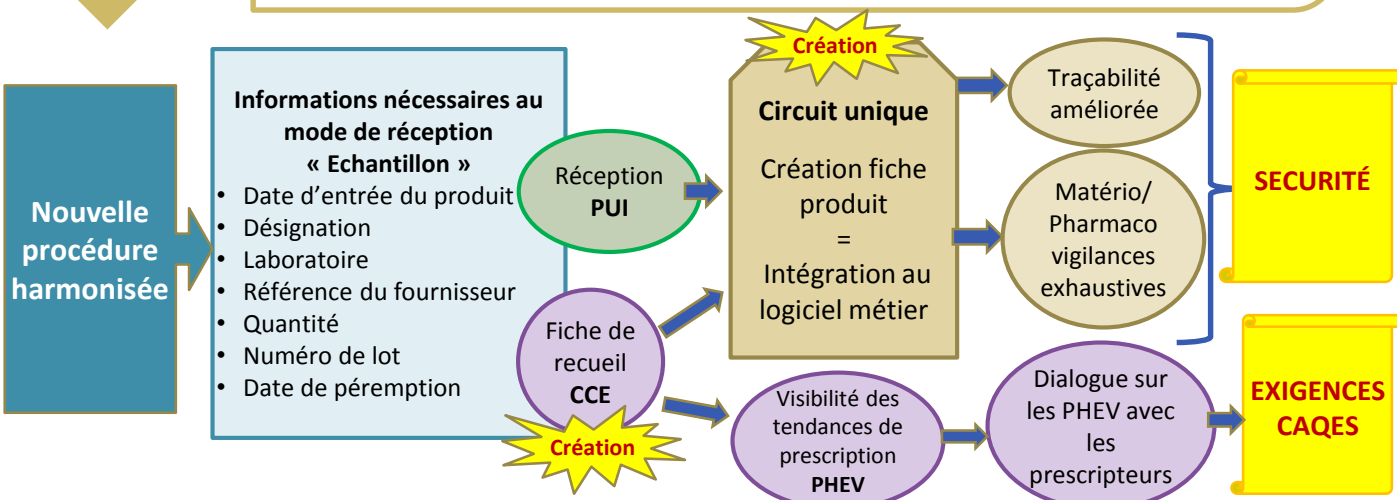 Nouvelle
procédure
harmonisée
Informations nécessaires au
mode de réception
« Echantillon »
• Date d’entrée du produit
• Désignation
• Laboratoire
• Référence du fournisseur
• Quantité
• Numéro de lot
• Date de péremption
Réception
PUI
Fiche de
recueil
CCE
Création
Création
Circuit unique
Création fiche
produit
=
Intégration au
logiciel métier
Visibilité des
tendances de
prescription
PHEV
Traçabilité
améliorée
Matério/
Pharmaco
vigilances
exhaustives
Dialogue sur
les PHEV avec
les
prescripteurs
SECURITÉ
EXIGENCES
CAQES